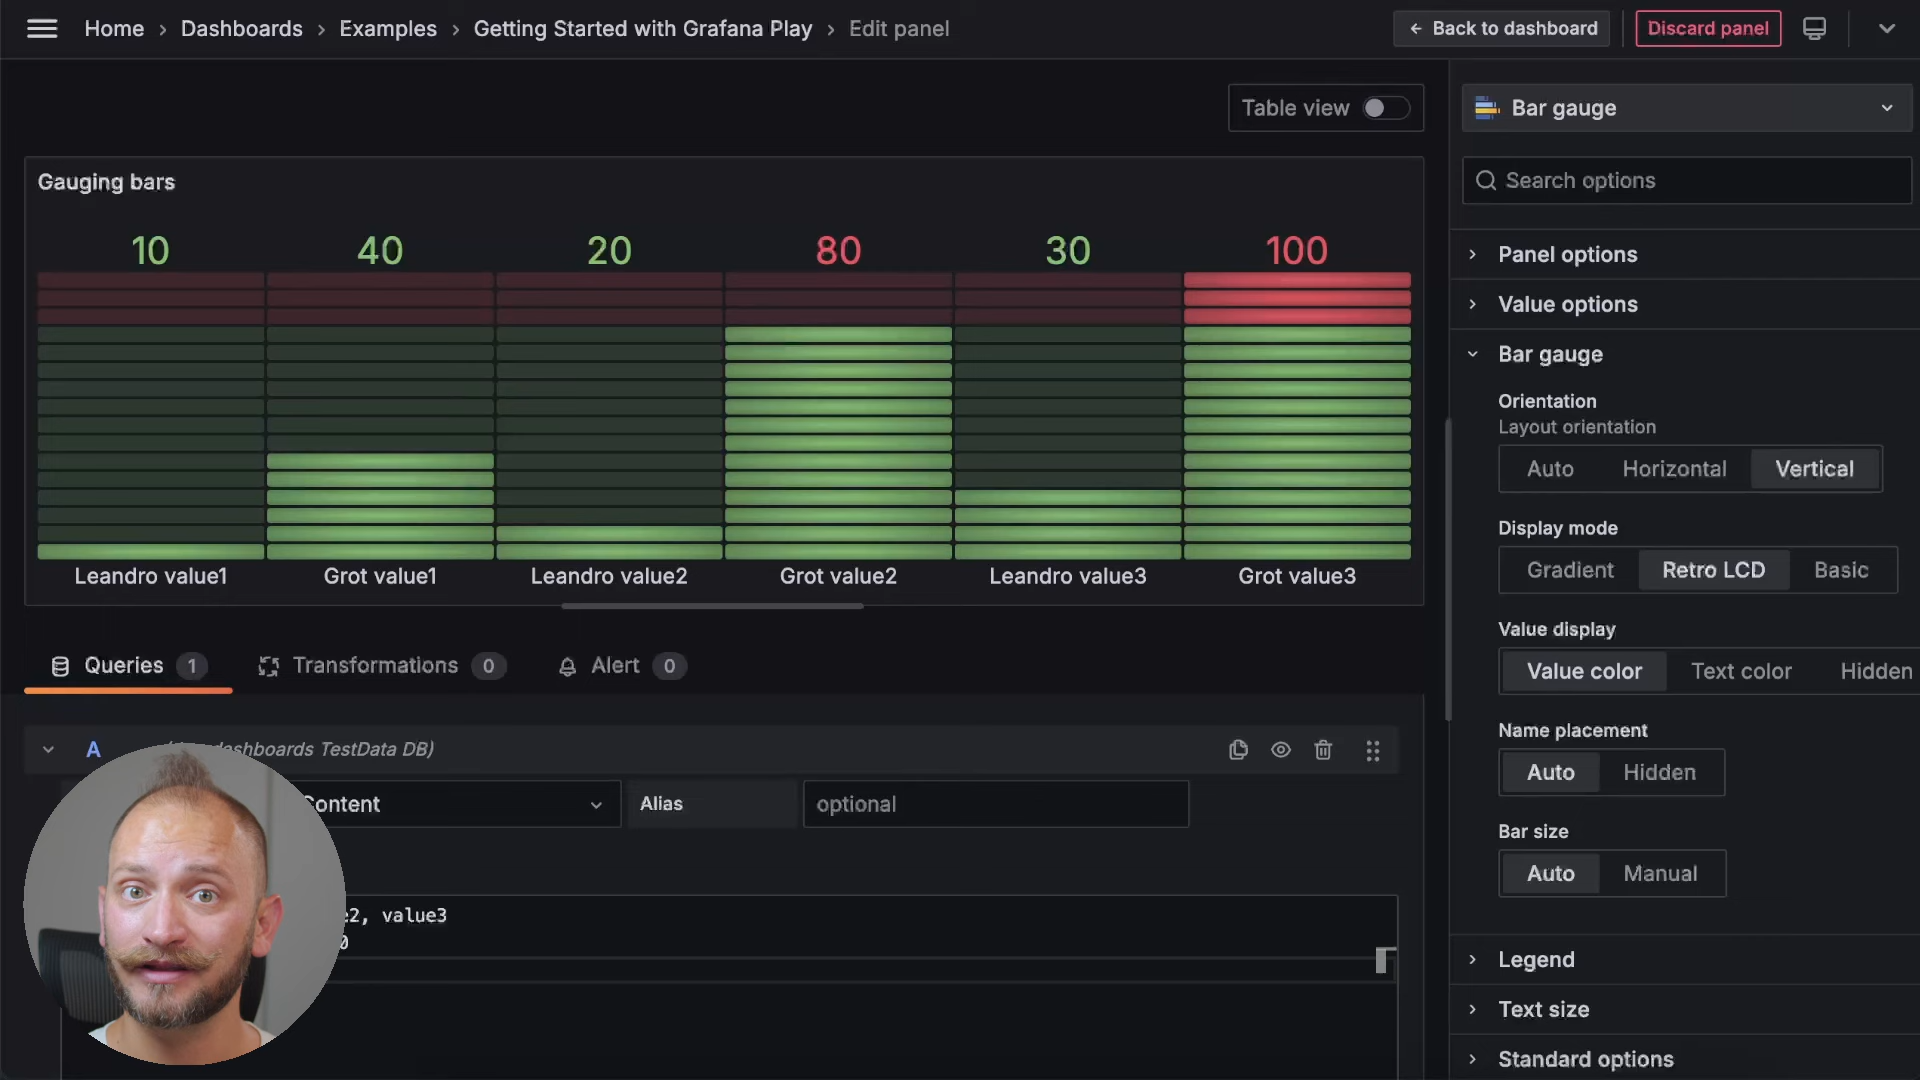 Home › Dashboards › Examples › Getting Started with Grafana Play › Edit panel
← Back to dashboard
Discard panel
Table view
Bar gauge
Search options
Gauging bars
10 40 20 80 30 100
Leandro value1 Grot value1 Leandro value2 Grot value2 Leandro value3 Grot value3
Panel options
Value options
Bar gauge
Orientation
Layout orientation
Auto Horizontal Vertical
Display mode
Gradient Retro LCD Basic
Value display
Value color Text color Hidden
Name placement
Auto Hidden
Bar size
Auto Manual
Legend
Text size
Standard options
Queries 1 Transformations 0 Alert 0
A dashboards TestData DB)
Content Alias optional
e2, value3
0